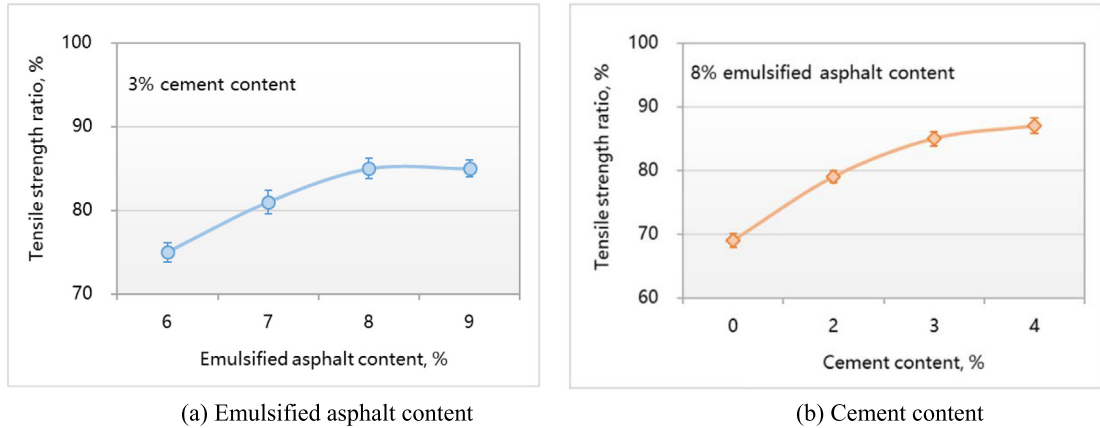 100
90
80
70
Tensile strength ratio, %
3% cement content
6 7 8 9
Emulsified asphalt content, %
(a) Emulsified asphalt content
100
90
80
70
60
Tensile strength ratio, %
8% emulsified asphalt content
0 2 3 4
Cement content, %
(b) Cement content